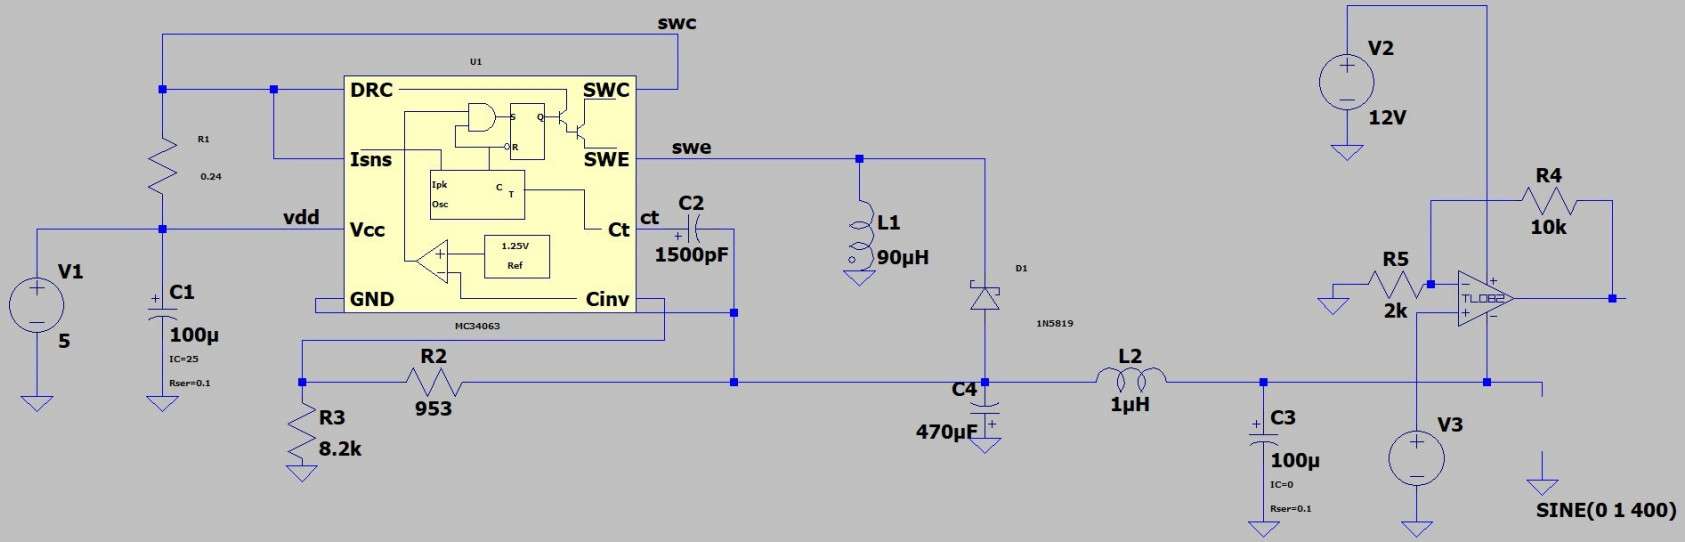 swc
U1
V2
12V
DRC
SWC
S
Q
R
R1
0.24
Isns
SWE
swe
Ipk
Osc
C
T
vdd
Vcc
Ct
ct
C2
+
1500pF
L1
90µH
R4
10k
R5
2k
TL082
V1
5
C1
100µ
IC=25
Rser=0.1
1.25V
Ref
GND
Cinv
MC34063
D1
1N5819
R2
953
R3
8.2k
C4
470µF
L2
1µH
C3
100µ
IC=0
Rser=0.1
V3
SINE(0 1 400)